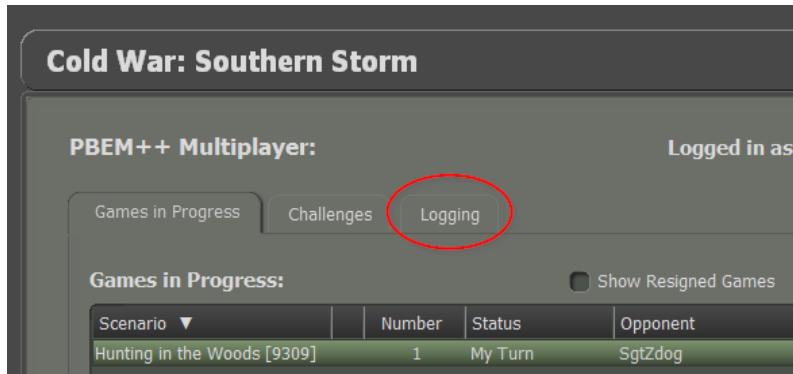 Cold War: Southern Storm
PBEM++ Multiplayer: Logged in as
Games in Progress Challenges Logging
Games in Progress: Show Resigned Games
Scenario ▼ Number Status Opponent
Hunting in the Woods [9309] 1 My Turn SgtZdog